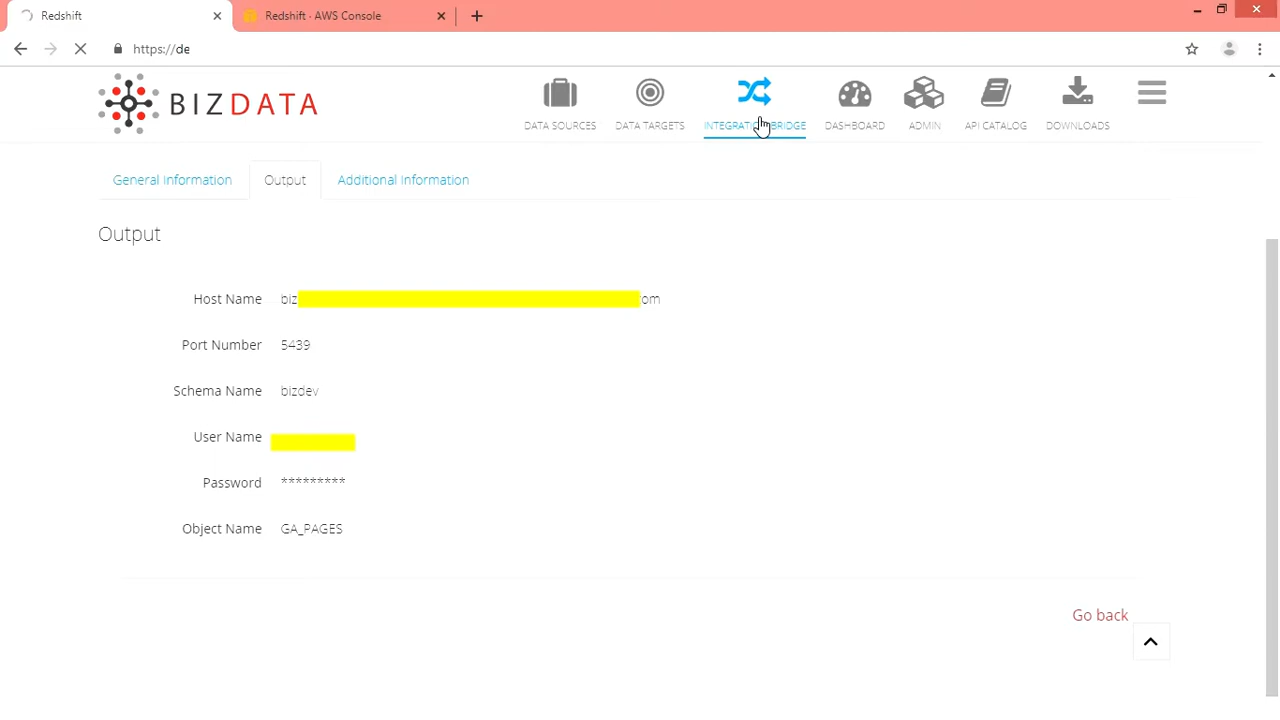 Redshift
Redshift · AWS Console
https://de
BIZDATA
DATA SOURCES
DATA TARGETS
INTEGRATION BRIDGE
DASHBOARD
ADMIN
API CATALOG
DOWNLOADS
General Information
Output
Additional Information
Output
Host Name biz om
Port Number 5439
Schema Name bizdev
User Name
Password *********
Object Name GA_PAGES
Go back